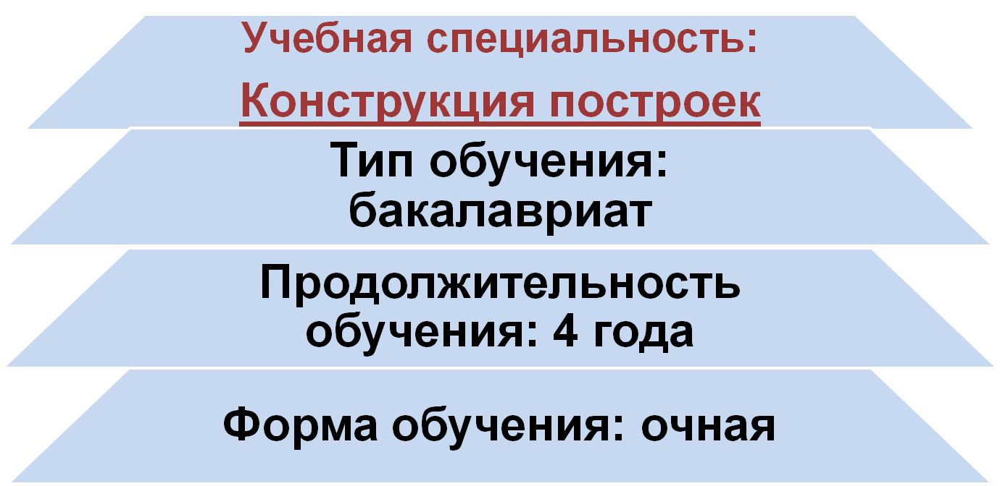 Учебная специальность:
Конструкция построек
Тип обучения:
бакалавриат
Продолжительность
обучения: 4 года
Форма обучения: очная